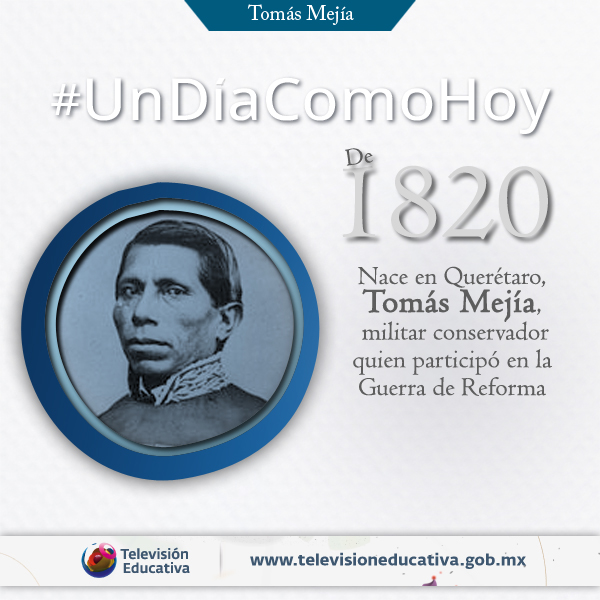 Tomás Mejía
#UnDiaComoHoy
De
1820
Nace en Querétaro,
Tomás Mejía,
militar conservador
quien participó en la
Guerra de Reforma
Televisión
Educativa
www.televisioneducativa.gob.mx